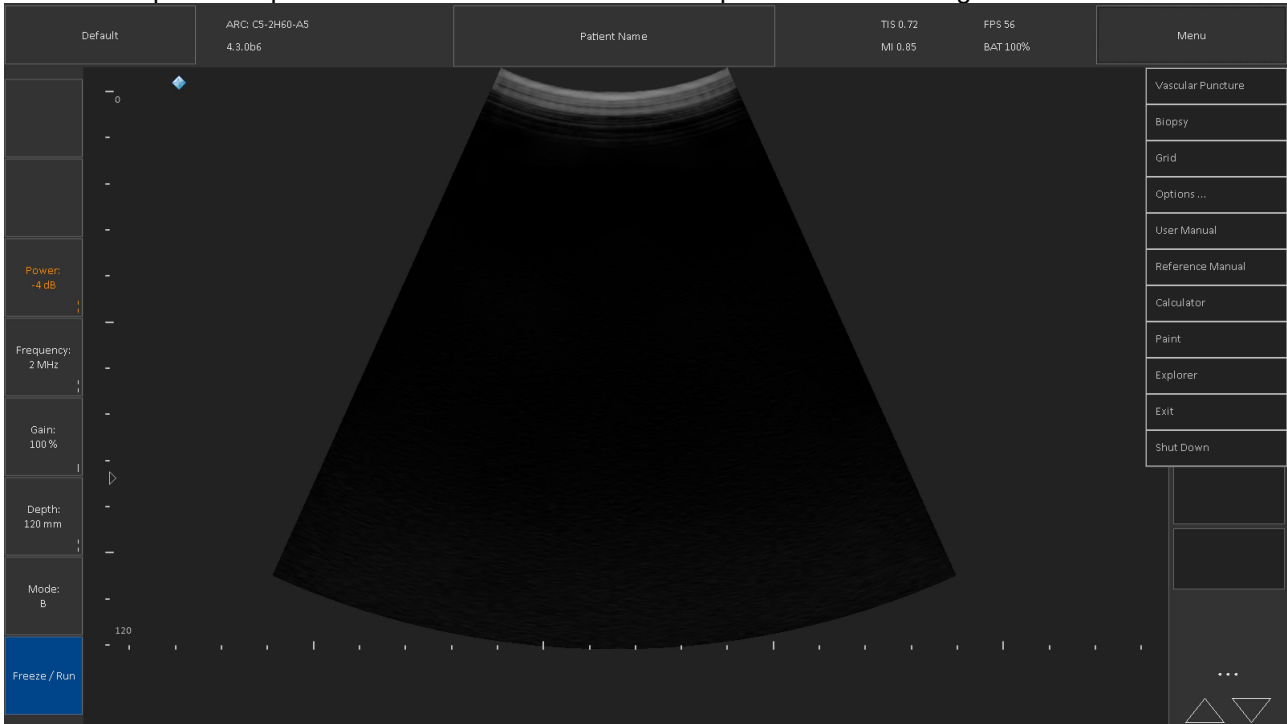 Default
ARC: C5-2H60-A5
4.3.0b6
Patient Name
TIS 0.72
MI 0.85
FPS 56
BAT 100%
Menu
Vascular Puncture
Biopsy
Grid
Options ...
User Manual
Reference Manual
Calculator
Paint
Explorer
Exit
Shut Down
Power:
-4 dB
Frequency:
2 MHz
Gain:
100 %
Depth:
120 mm
Mode:
B
Freeze / Run
0
120
...